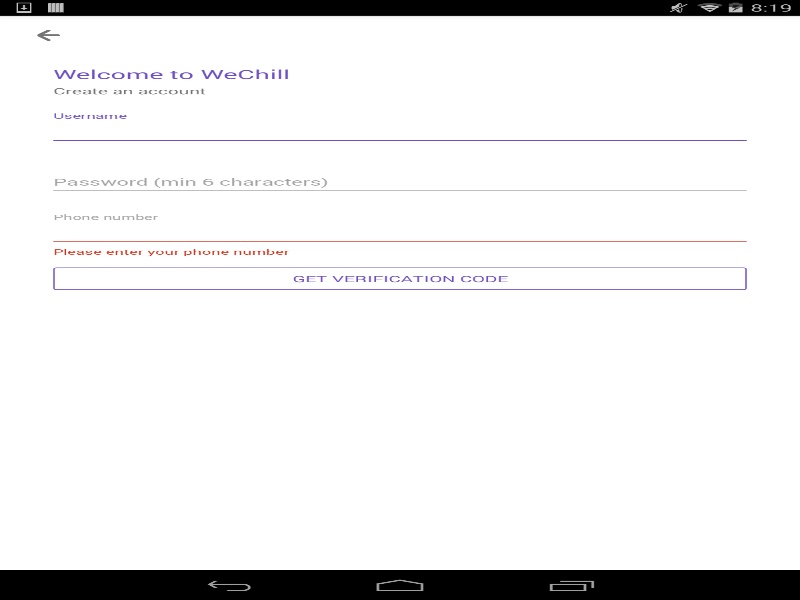 8:19
Welcome to WeChill
Create an account
Username
Password (min 6 characters)
Phone number
Please enter your phone number
GET VERIFICATION CODE